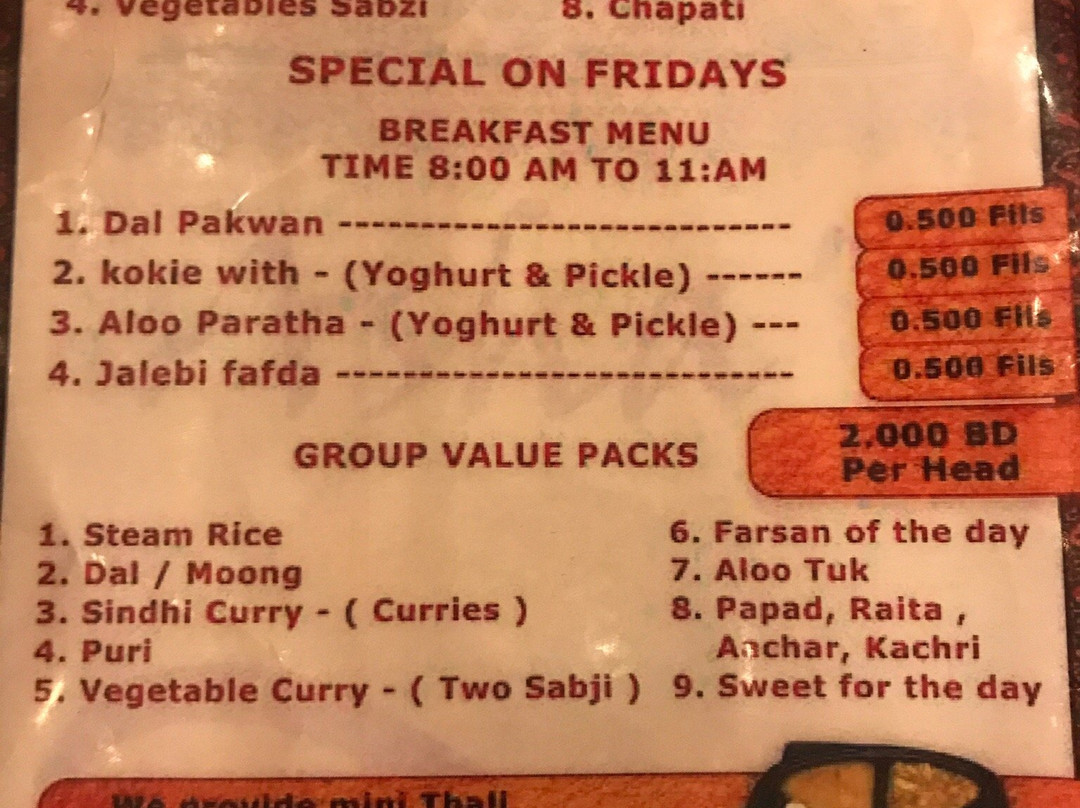 4. Vegetables Sabzi 8. Chapati
SPECIAL ON FRIDAYS
BREAKFAST MENU
TIME 8:00 AM TO 11:AM
1. Dal Pakwan ---------------------------- 0.500 Fils
2. kokie with - (Yoghurt & Pickle) ------ 0.500 Fils
3. Aloo Paratha - (Yoghurt & Pickle) --- 0.500 Fils
4. Jalebi fafda ---------------------------- 0.500 Fils
GROUP VALUE PACKS
2.000 BD
Per Head
1. Steam Rice
2. Dal / Moong
3. Sindhi Curry - ( Curries )
4. Puri
5. Vegetable Curry - ( Two Sabji )
6. Farsan of the day
7. Aloo Tuk
8. Papad, Raita ,
Aachar, Kachri
9. Sweet for the day
We provide mini Thali